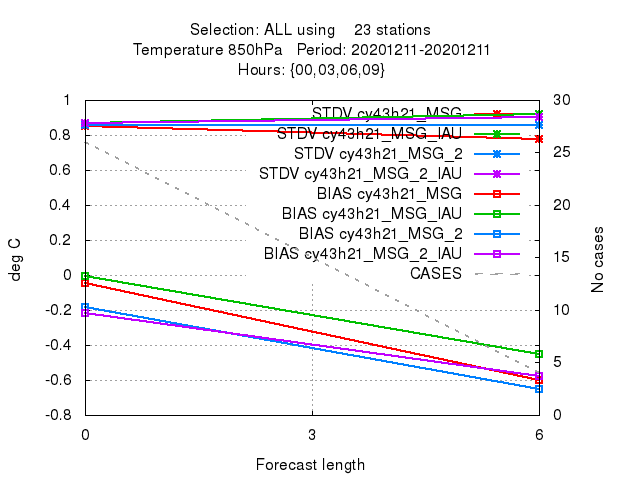 Selection: ALL using 23 stations
Temperature 850hPa Period: 20201211-20201211
Hours: {00,03,06,09}
1
0.8
0.6
0.4
0.2
0
-0.2
-0.4
-0.6
-0.8
deg C
30
25
20
15
10
5
0
No cases
STDV cy43h21_MSG
STDV cy43h21_MSG_IAU
STDV cy43h21_MSG_2
STDV cy43h21_MSG_2_IAU
BIAS cy43h21_MSG
BIAS cy43h21_MSG_IAU
BIAS cy43h21_MSG_2
BIAS cy43h21_MSG_2_IAU
CASES
0 3 6
Forecast length